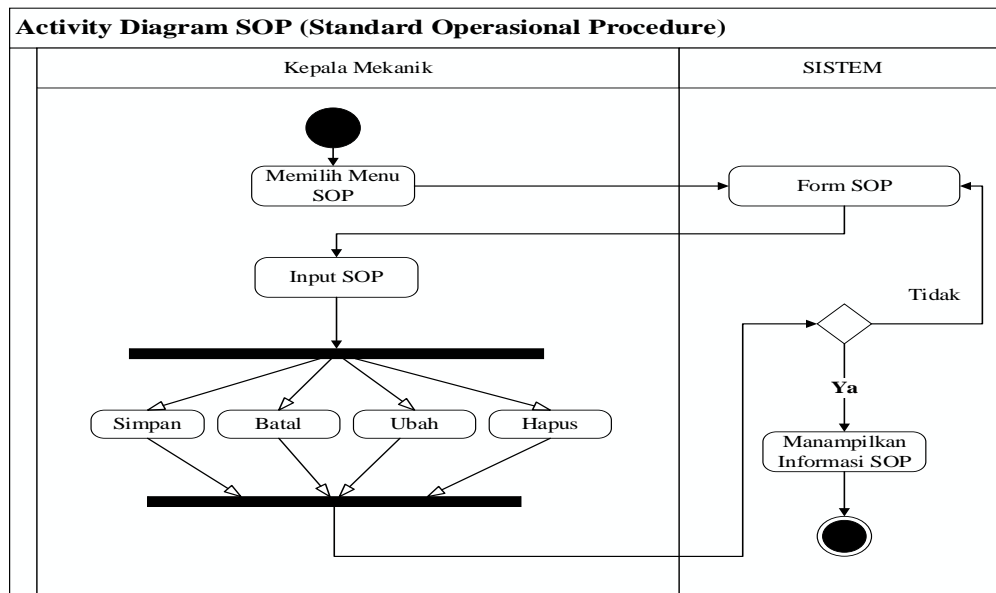 Activity Diagram SOP (Standard Operasional Procedure)
Kepala Mekanik
SISTEM
Memilih Menu
SOP
Form SOP
Input SOP
Tidak
Ya
Simpan
Batal
Ubah
Hapus
Manampilkan
Informasi SOP